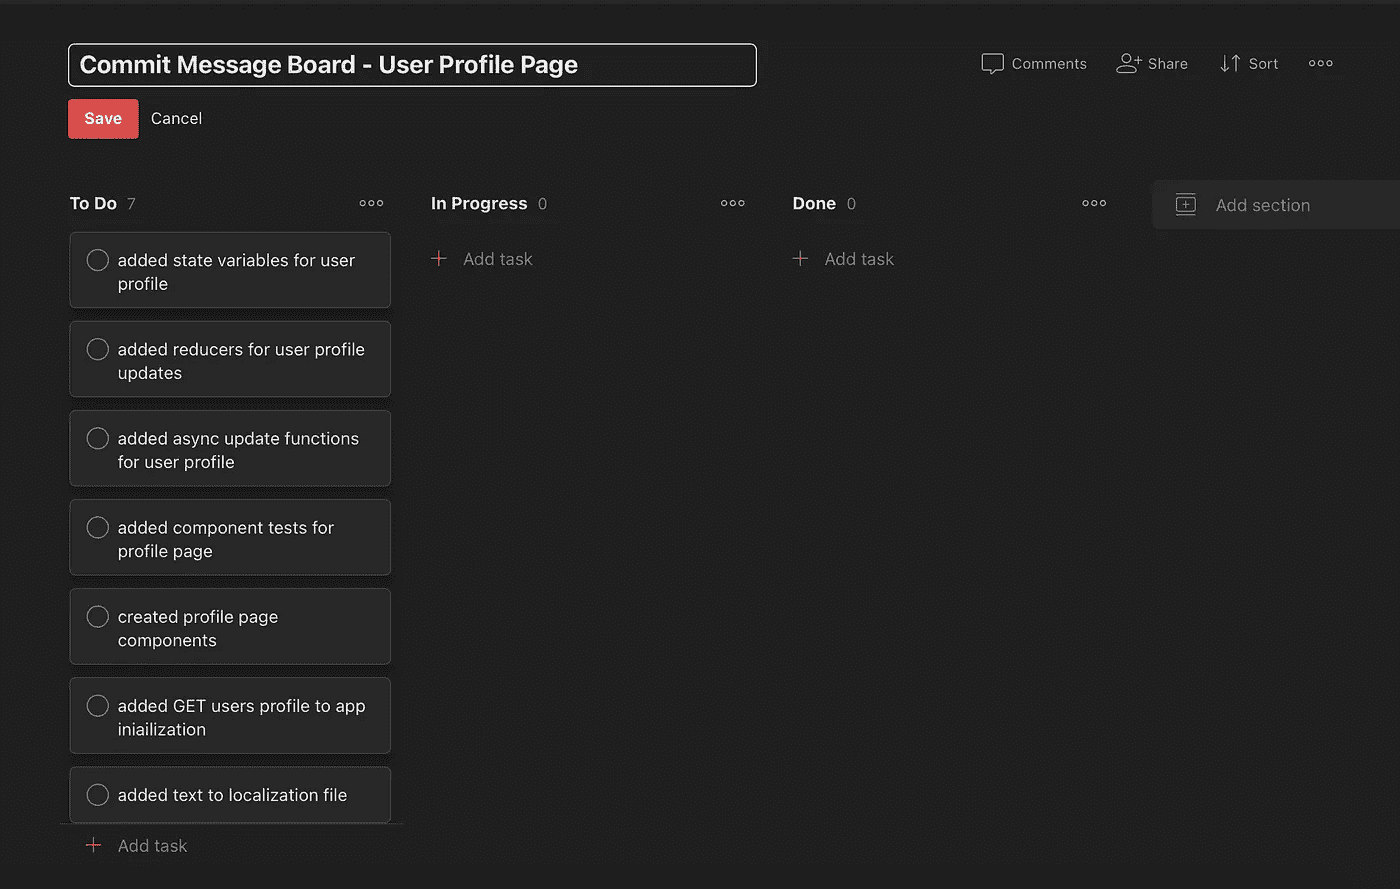 Commit Message Board - User Profile Page
Comments
Share
Sort
Save
Cancel
To Do 7
In Progress 0
Done 0
Add section
added state variables for user
profile
added reducers for user profile
updates
added async update functions
for user profile
added component tests for
profile page
created profile page
components
added GET users profile to app
iniailization
added text to localization file
Add task
Add task
Add task